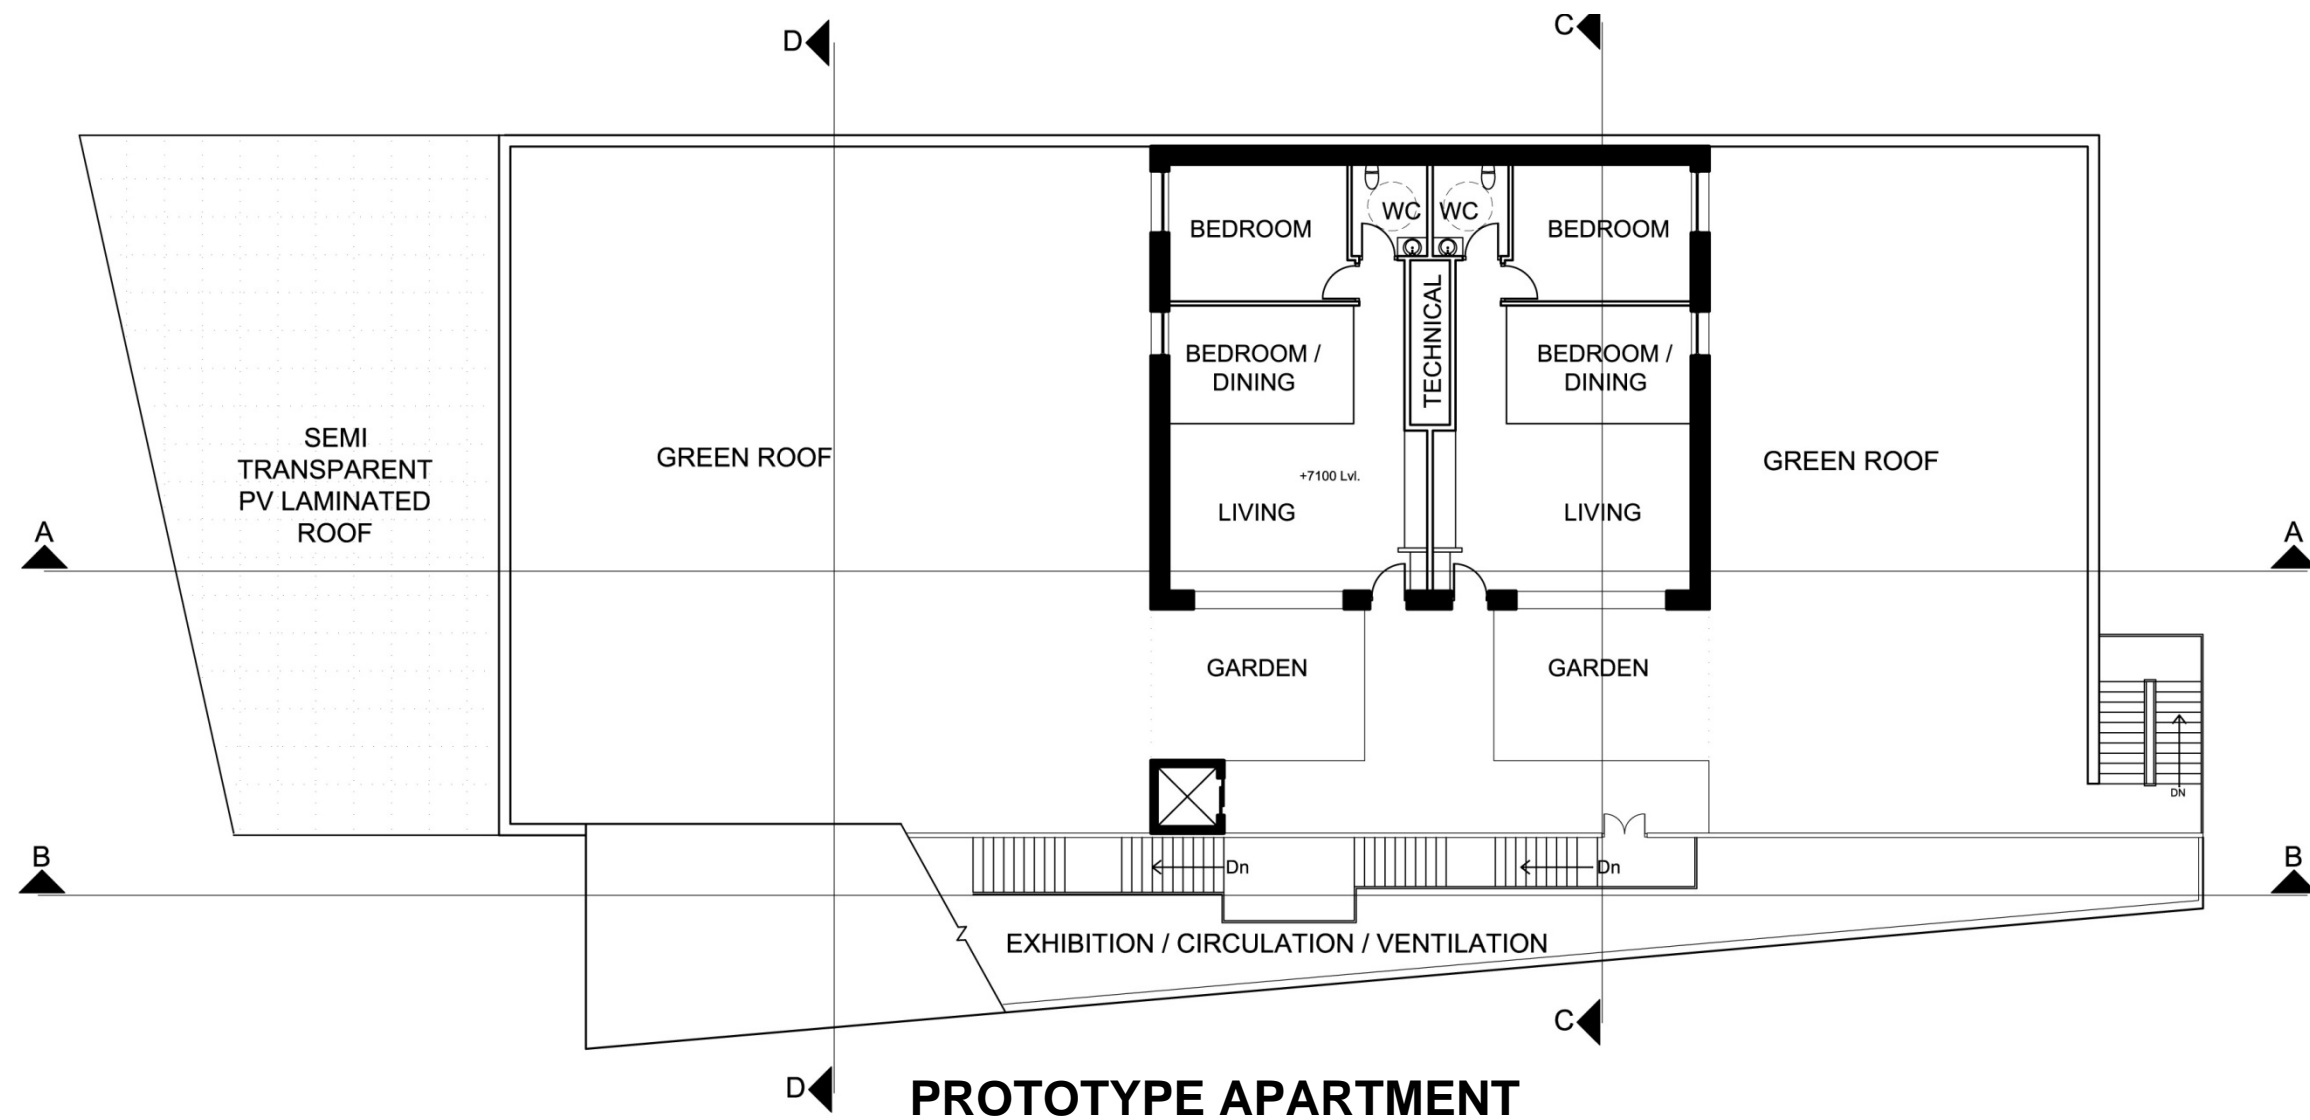 D
C
WC
WC
BEDROOM
BEDROOM
TECHNICAL
BEDROOM /
DINING
BEDROOM /
DINING
SEMI
TRANSPARENT
PV LAMINATED
ROOF
GREEN ROOF
GREEN ROOF
+7100 Lvl.
LIVING
LIVING
A
A
GARDEN
GARDEN
DN
B
B
Dn
Dn
EXHIBITION / CIRCULATION / VENTILATION
C
D
PROTOTYPE APARTMENT